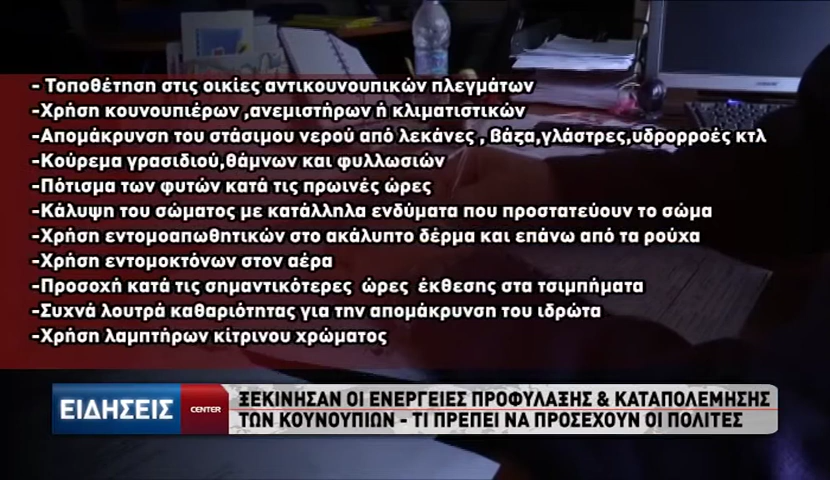 - Τοποθέτηση στις οικίες αντικουνουπικών πλεγμάτων
-Χρήση κουνουπιέρων ,ανεμιστήρων ή κλιματιστικών
-Απομάκρυνση του στάσιμου νερού από λεκάνες , βάζα,γλάστρες,υδρορροές κτλ
-Κούρεμα γρασιδιού,θάμνων και φυλλωσιών
-Πότισμα των φυτών κατά τις πρωινές ώρες
-Κάλυψη του σώματος με κατάλληλα ενδύματα που προστατεύουν το σώμα
-Χρήση εντομοαπωθητικών στο ακάλυπτο δέρμα και επάνω από τα ρούχα
-Χρήση εντομοκτόνων στον αέρα
-Προσοχή κατά τις σημαντικότερες ώρες έκθεσης στα τσιμπήματα
-Συχνά λουτρά καθαριότητας για την απομάκρυνση του ιδρώτα
-Χρήση λαμπτήρων κίτρινου χρώματος
ΕΙΔΗΣΕΙΣ CENTER
ΞΕΚΙΝΗΣΑΝ ΟΙ ΕΝΕΡΓΕΙΕΣ ΠΡΟΦΥΛΑΞΗΣ & ΚΑΤΑΠΟΛΕΜΗΣΗΣ
ΤΩΝ ΚΟΥΝΟΥΠΙΩΝ - ΤΙ ΠΡΕΠΕΙ ΝΑ ΠΡΟΣΕΧΟΥΝ ΟΙ ΠΟΛΙΤΕΣ